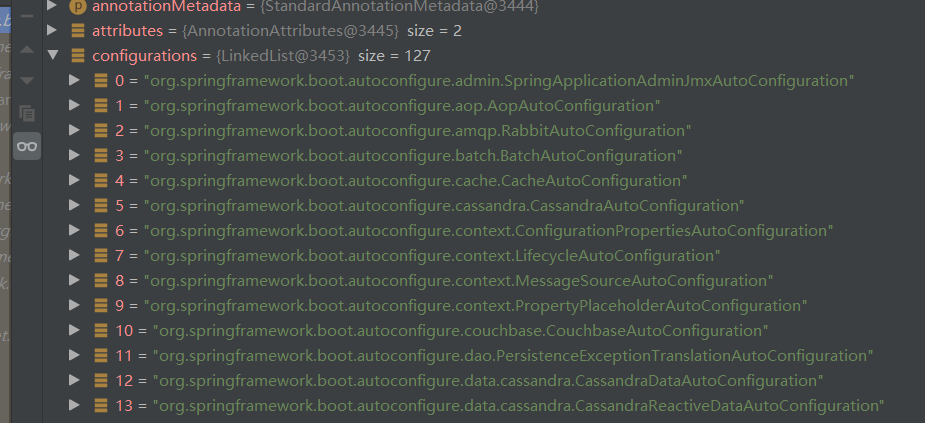 annotationMetadata = {StandardAnnotationMetadata@3444}
attributes = {AnnotationAttributes@3445} size = 2
configurations = {LinkedList@3453} size = 127
0 = "org.springframework.boot.autoconfigure.admin.SpringApplicationAdminJmxAutoConfiguration"
1 = "org.springframework.boot.autoconfigure.aop.AopAutoConfiguration"
2 = "org.springframework.boot.autoconfigure.amqp.RabbitAutoConfiguration"
3 = "org.springframework.boot.autoconfigure.batch.BatchAutoConfiguration"
4 = "org.springframework.boot.autoconfigure.cache.CacheAutoConfiguration"
5 = "org.springframework.boot.autoconfigure.cassandra.CassandraAutoConfiguration"
6 = "org.springframework.boot.autoconfigure.context.ConfigurationPropertiesAutoConfiguration"
7 = "org.springframework.boot.autoconfigure.context.LifecycleAutoConfiguration"
8 = "org.springframework.boot.autoconfigure.context.MessageSourceAutoConfiguration"
9 = "org.springframework.boot.autoconfigure.context.PropertyPlaceholderAutoConfiguration"
10 = "org.springframework.boot.autoconfigure.couchbase.CouchbaseAutoConfiguration"
11 = "org.springframework.boot.autoconfigure.dao.PersistenceExceptionTranslationAutoConfiguration"
12 = "org.springframework.boot.autoconfigure.data.cassandra.CassandraDataAutoConfiguration"
13 = "org.springframework.boot.autoconfigure.data.cassandra.CassandraReactiveDataAutoConfiguration"